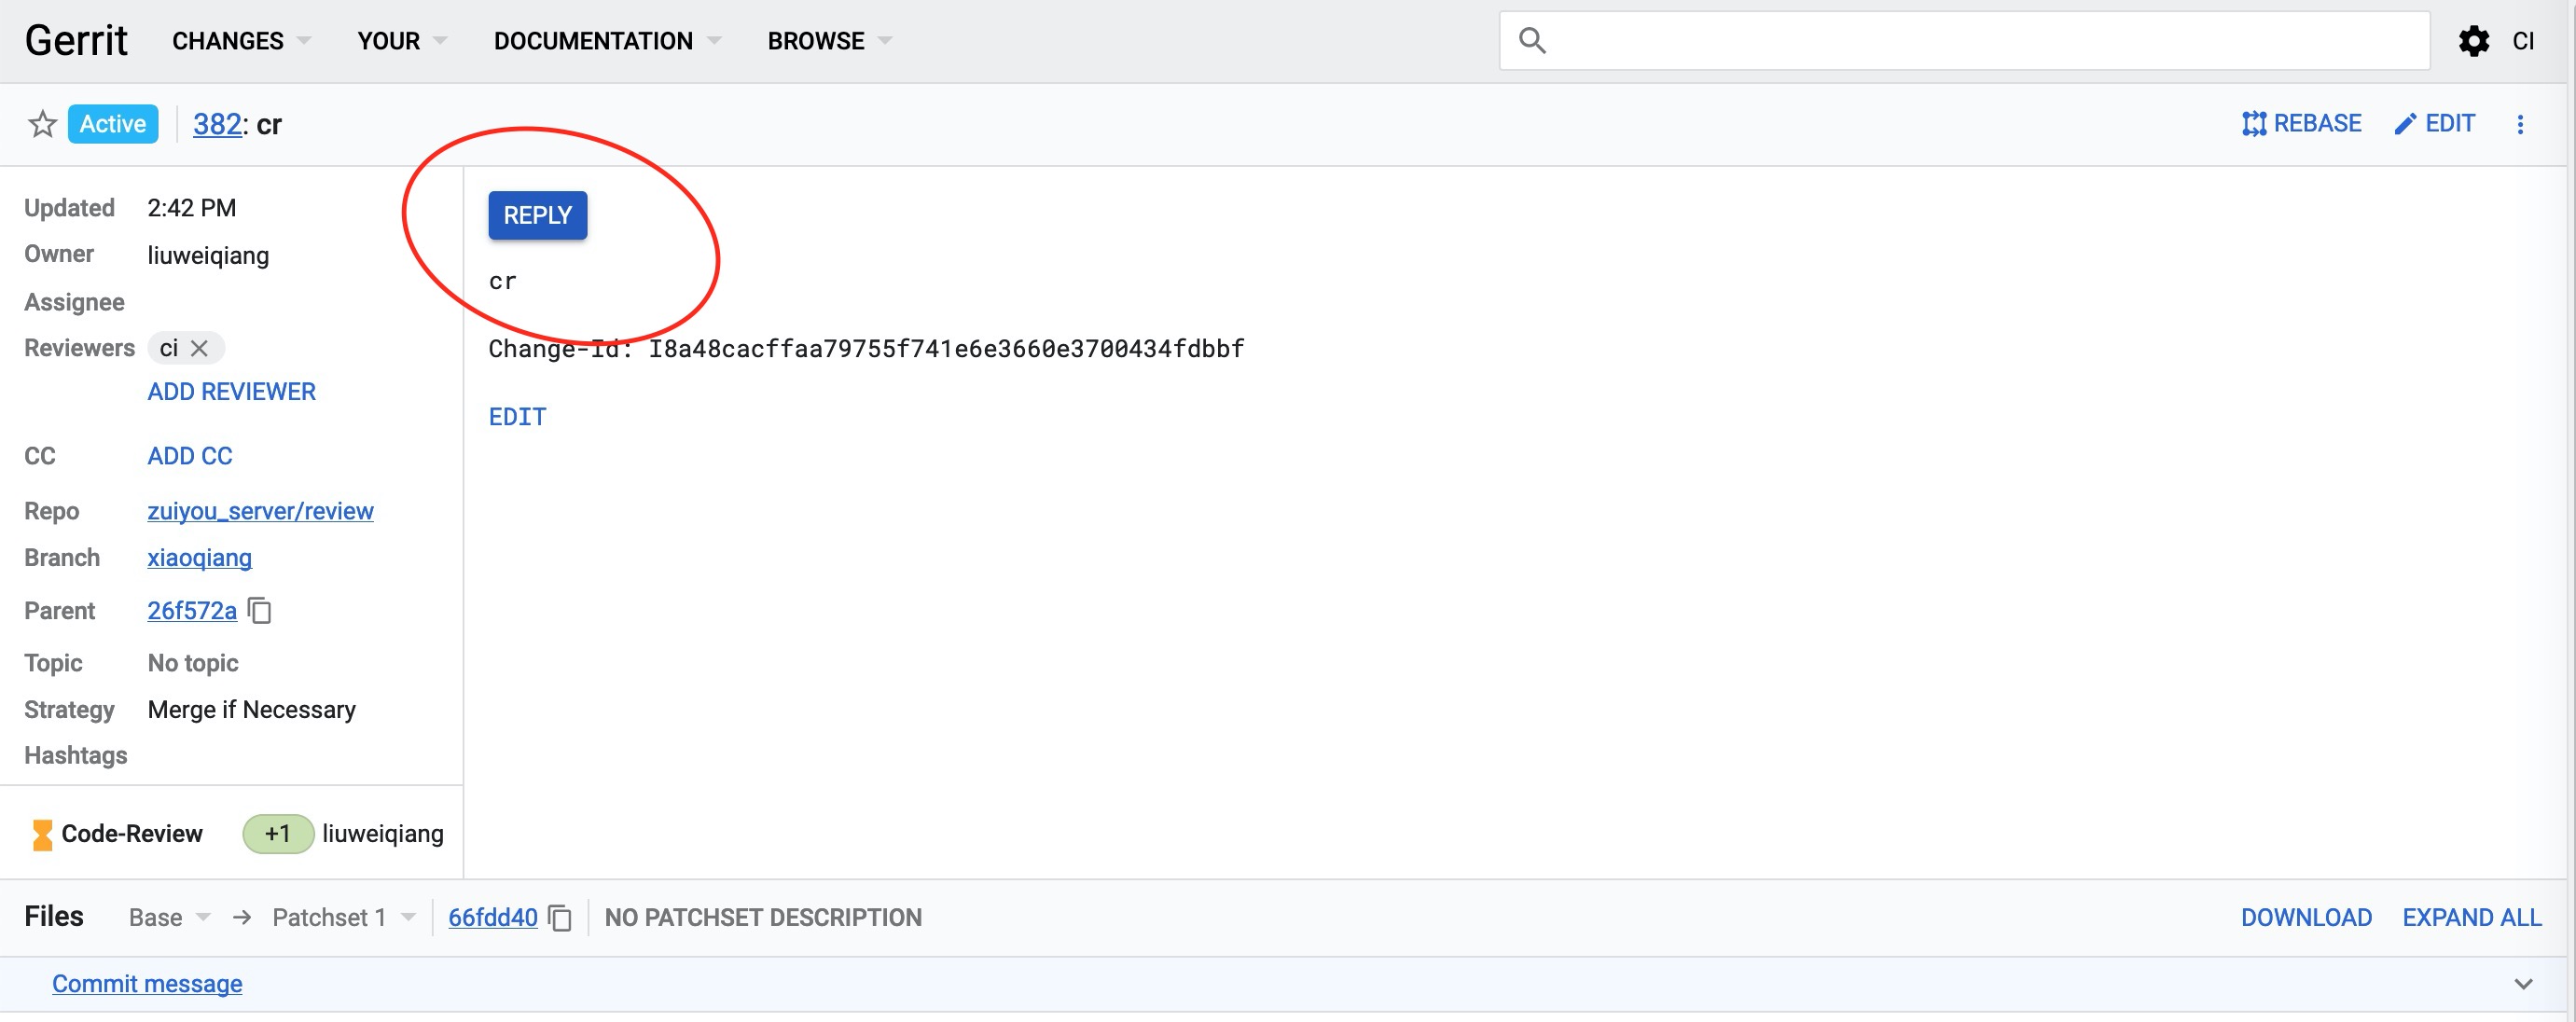 Gerrit CHANGES YOUR DOCUMENTATION BROWSE CI
Active 382: cr REBASE EDIT
Updated 2:42 PM
Owner liuweiqiang
Assignee
Reviewers ci
ADD REVIEWER
CC ADD CC
Repo zuiyou_server/review
Branch xiaoqiang
Parent 26f572a
Topic No topic
Strategy Merge if Necessary
Hashtags
Code-Review +1 liuweiqiang
REPLY
cr
Change-Id: I8a48cacffaa79755f741e6e3660e3700434fdbbf
EDIT
Files Base → Patchset 1 66fdd40 NO PATCHSET DESCRIPTION DOWNLOAD EXPAND ALL
Commit message